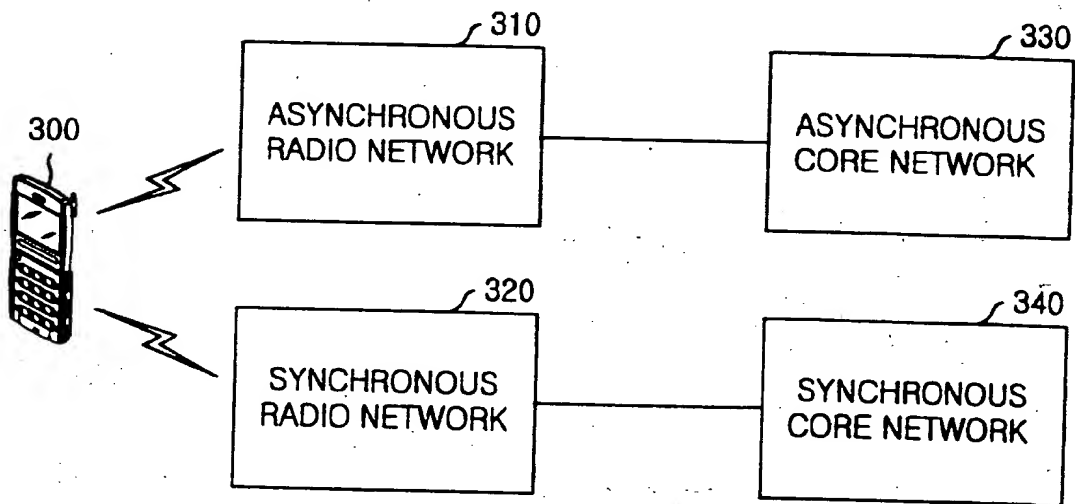 310
330
300
ASYNCHRONOUS
RADIO NETWORK
ASYNCHRONOUS
CORE NETWORK
320
340
SYNCHRONOUS
RADIO NETWORK
SYNCHRONOUS
CORE NETWORK